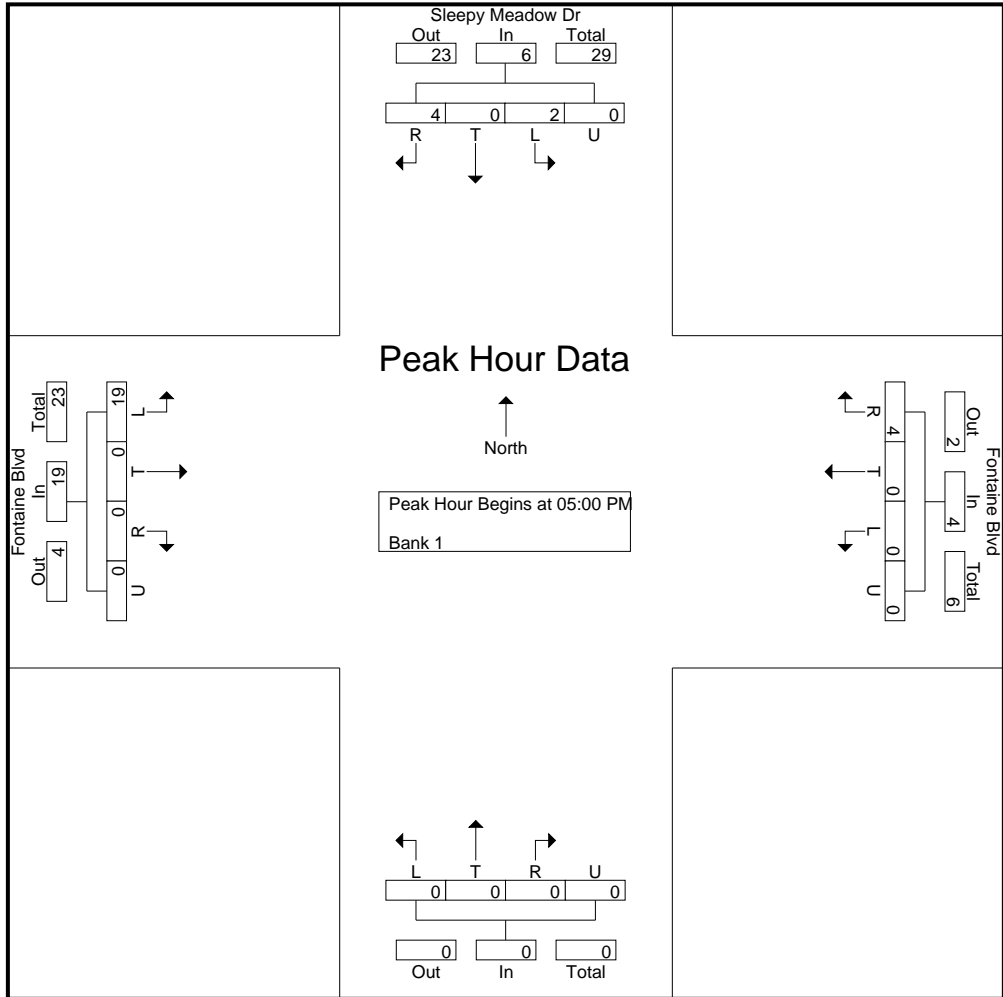 Sleepy Meadow Dr
Out In Total
23 6 29
4 0 2 0
R T L U
Peak Hour Data
North
Peak Hour Begins at 05:00 PM
Bank 1
Fontaine Blvd
Total In Out
23 19 4
19 0 0 0
L T R U
Fontaine Blvd
Out In Total
2 4 6
4 0 0 0
R T L U
L T R U
0 0 0 0
0 0 0
Out In Total